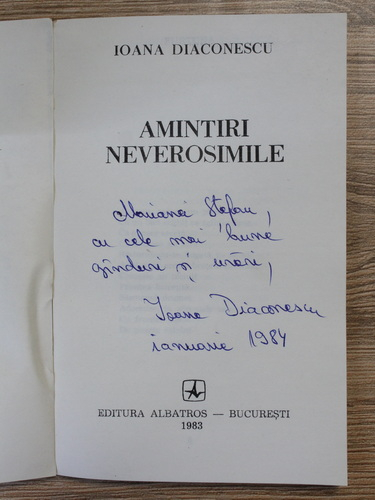 IOANA DIACONESCU
AMINTIRI
NEVEROSIMILE
Marianei Ștefan,
cu cele mai bune
gînduri și urări,
Ioana Diaconescu
ianuarie 1984
EDITURA ALBATROS — BUCUREȘTI
1983